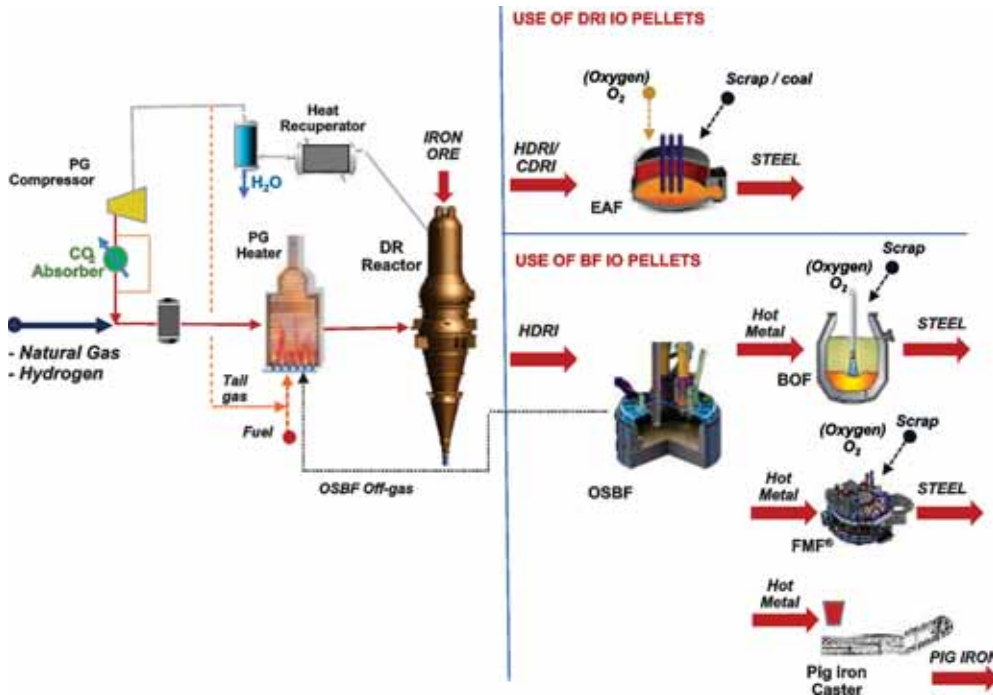 USE OF DRI IO PELLETS
(Oxygen)
O₂
Scrap / coal
HDRI/
CDRI
EAF
STEEL
Heat
Recuperator
IRON
ORE
PG
Compressor
H₂O
CO₂
Absorber
PG
Heater
DR
Reactor
- Natural Gas
- Hydrogen
Tail
gas
Fuel
OSBF Off-gas
USE OF BF IO PELLETS
HDRI
OSBF
Hot
Metal
(Oxygen)
O₂
Scrap
BOF
STEEL
Hot
Metal
(Oxygen)
O₂
Scrap
FMF®
STEEL
Hot
Metal
Pig iron
Caster
PIG IRON